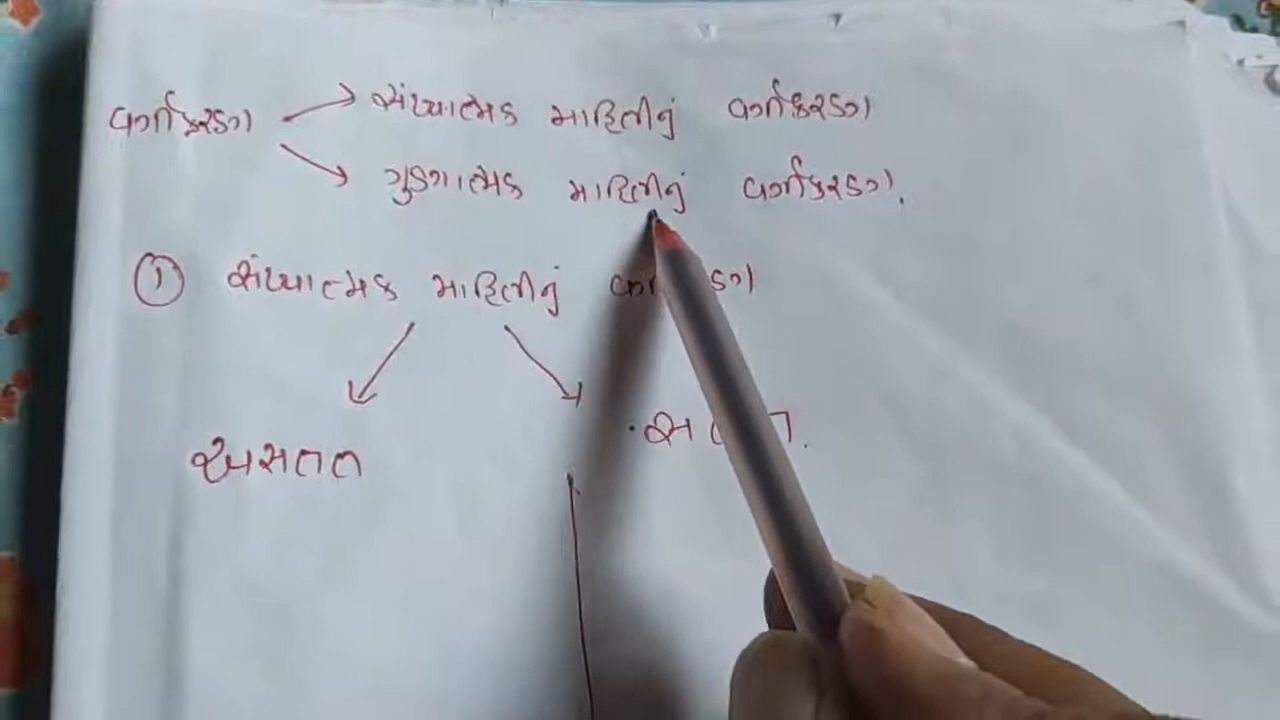 વર્ગીકરણ → સંખ્યાત્મક માહિતીનું વર્ગીકરણ
→ ગુણાત્મક માહિતીનું વર્ગીકરણ.
① સંખ્યાત્મક માહિતીનું
અસતત